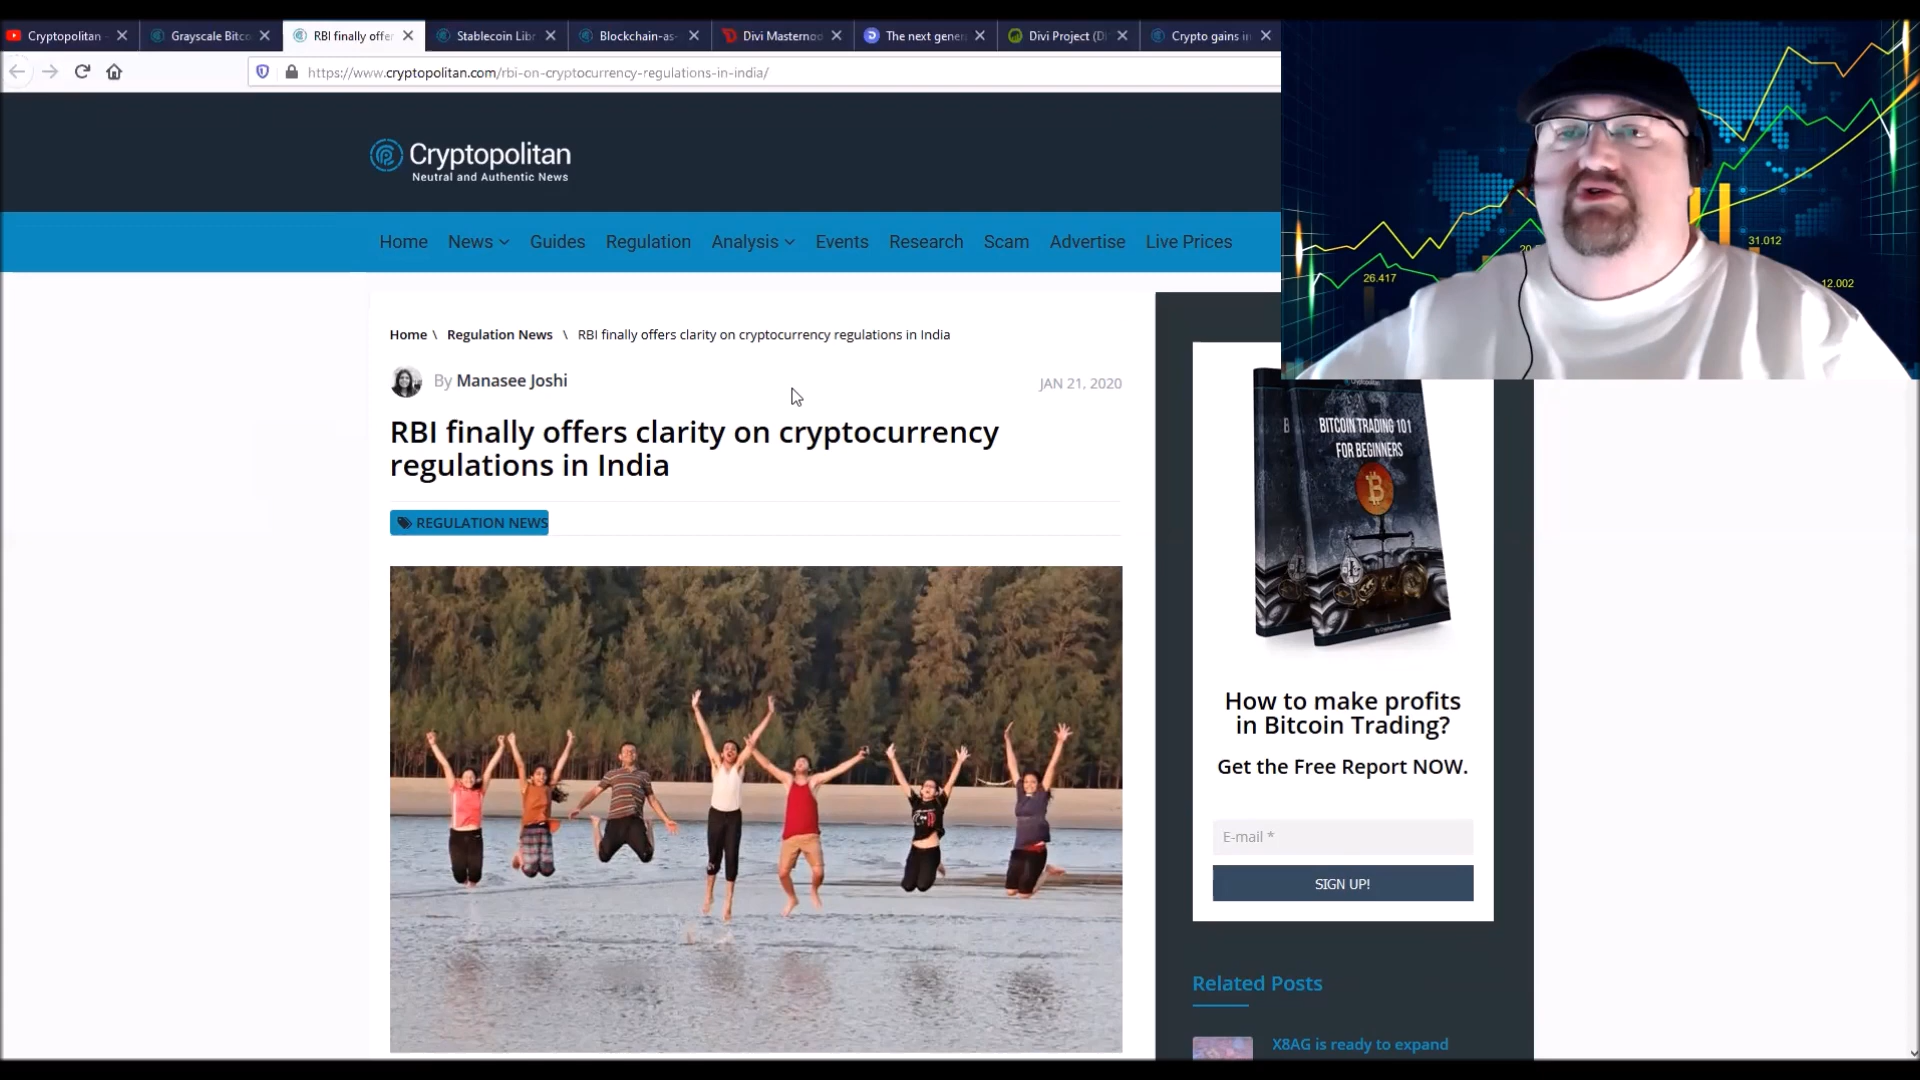 Cryptopolitan
Grayscale Bitco
RBI finally offer
Stablecoin Libr
Blockchain-as-
Divi Masternod
The next gener
Divi Project (DI
Crypto gains in
https://www.cryptopolitan.com/rbi-on-cryptocurrency-regulations-in-india/
Cryptopolitan
Neutral and Authentic News
Home News Guides Regulation Analysis Events Research Scam Advertise Live Prices
31.012
26.417
12.002
Home \ Regulation News \ RBI finally offers clarity on cryptocurrency regulations in India
By Manasee Joshi
JAN 21, 2020
RBI finally offers clarity on cryptocurrency
regulations in India
REGULATION NEWS
BITCOIN TRADING 101
FOR BEGINNERS
How to make profits
in Bitcoin Trading?
Get the Free Report NOW.
E-mail *
SIGN UP!
Related Posts
X8AG is ready to expand